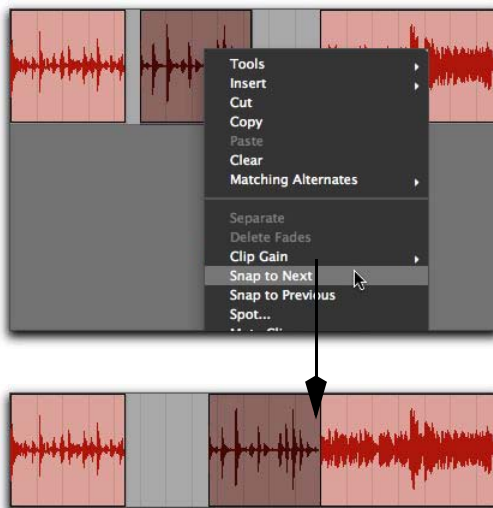 Tools
Insert
Cut
Copy
Paste
Clear
Matching Alternates
Separate
Delete Fades
Clip Gain
Snap to Next
Snap to Previous
Spot...